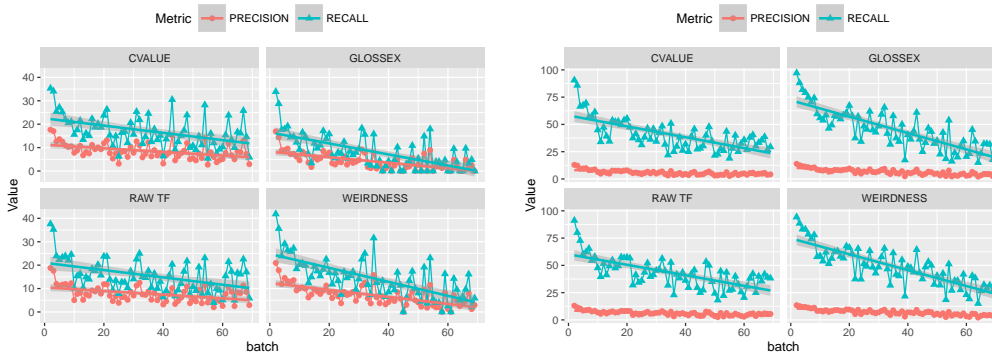 Metric PRECISION RECALL
CVALUE GLOSSEX
40
30
20
10
0
RAW TF WEIRDNESS
40
30
20
10
0
0 20 40 60 0 20 40 60
Value
batch
Metric PRECISION RECALL
CVALUE GLOSSEX
100
75
50
25
0
RAW TF WEIRDNESS
100
75
50
25
0
0 20 40 60 0 20 40 60
Value
batch